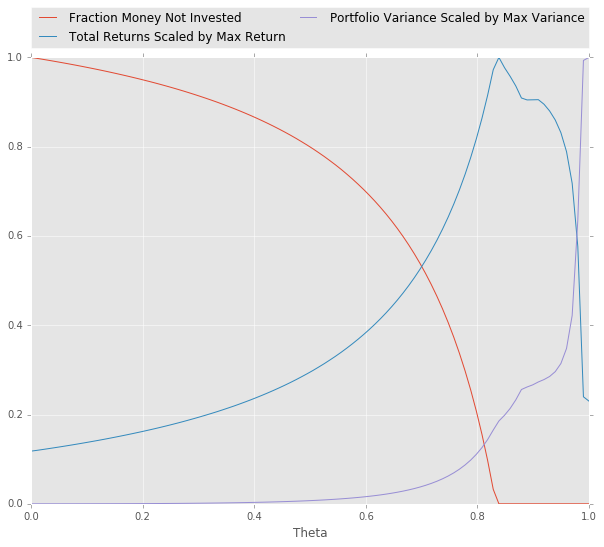 Fraction Money Not Invested
Portfolio Variance Scaled by Max Variance
Total Returns Scaled by Max Return
1.0
0.8
0.6
0.4
0.2
0.0
0.0 0.2 0.4 0.6 0.8 1.0
Theta